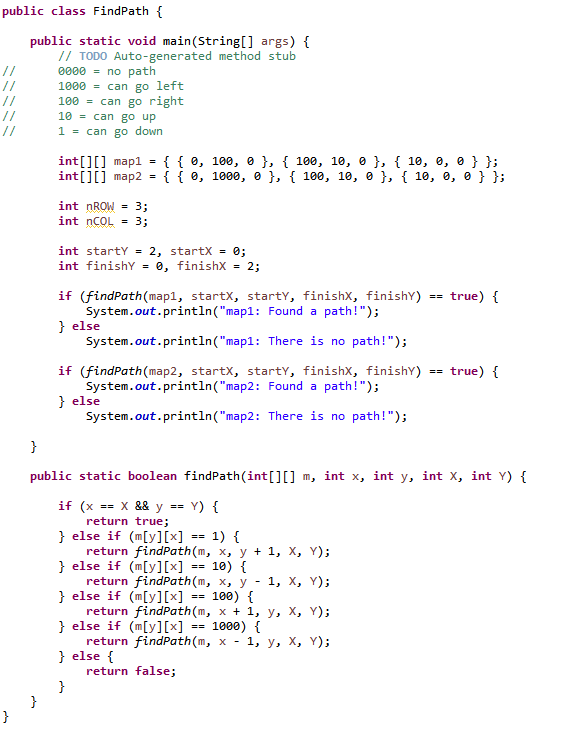 public class FindPath {
public static void main(String[] args) {
// TODO Auto-generated method stub
// 0000 = no path
// 1000 = can go left
// 100 = can go right
// 10 = can go up
// 1 = can go down
int[][] map1 = { { 0, 100, 0 }, { 100, 10, 0 }, { 10, 0, 0 } };
int[][] map2 = { { 0, 1000, 0 }, { 100, 10, 0 }, { 10, 0, 0 } };
int nROW = 3;
int nCOL = 3;
int startY = 2, startX = 0;
int finishY = 0, finishX = 2;
if (findPath(map1, startX, startY, finishX, finishY) == true) {
System.out.println("map1: Found a path!");
} else
System.out.println("map1: There is no path!");
if (findPath(map2, startX, startY, finishX, finishY) == true) {
System.out.println("map2: Found a path!");
} else
System.out.println("map2: There is no path!");
}
public static boolean findPath(int[][] m, int x, int y, int X, int Y) {
if (x == X && y == Y) {
return true;
} else if (m[y][x] == 1) {
return findPath(m, x, y + 1, X, Y);
} else if (m[y][x] == 10) {
return findPath(m, x, y - 1, X, Y);
} else if (m[y][x] == 100) {
return findPath(m, x + 1, y, X, Y);
} else if (m[y][x] == 1000) {
return findPath(m, x - 1, y, X, Y);
} else {
return false;
}
}
}